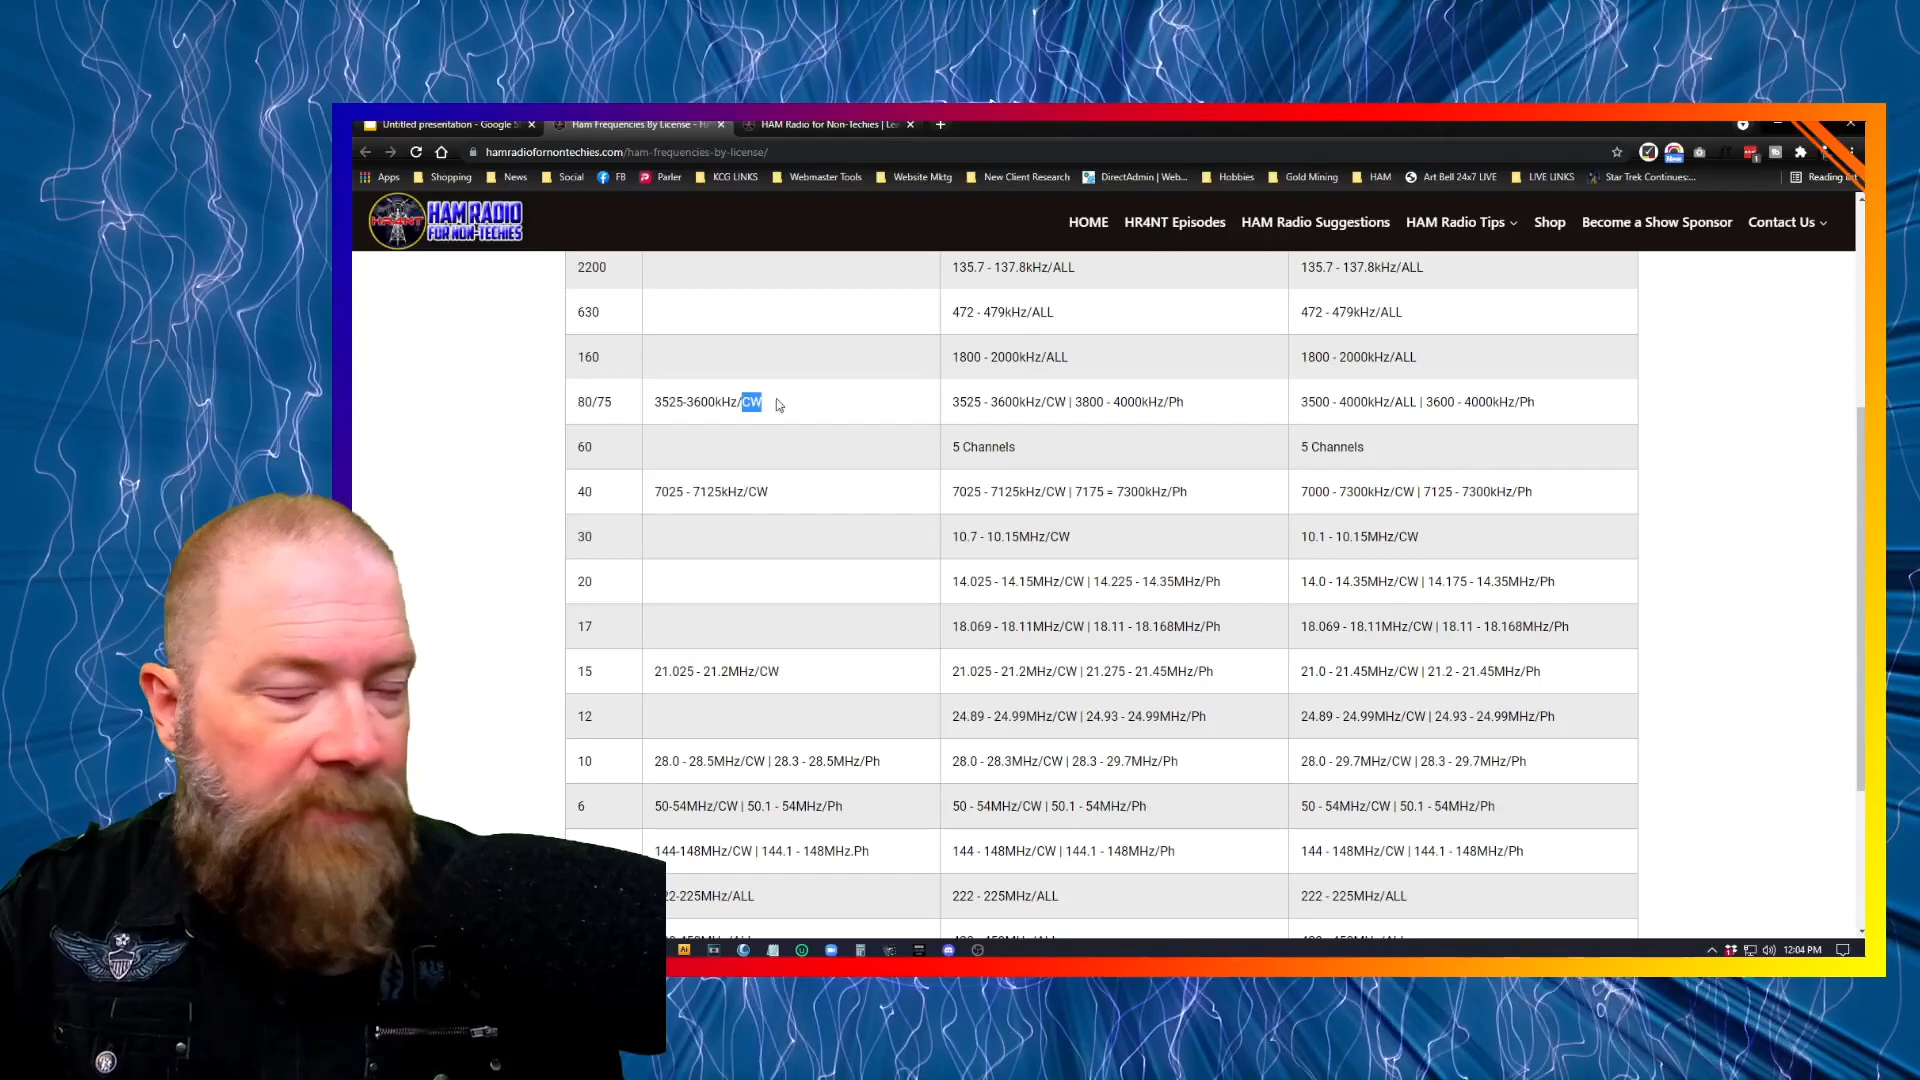 Untitled presentation - Google S
Ham Frequencies By License - H
HAM Radio for Non-Techies | Le
hamradiofornontechies.com/ham-frequencies-by-license/
New
Apps Shopping News Social FB Parler KCG LINKS Webmaster Tools Website Mktg New Client Research DirectAdmin | Web... Hobbies Gold Mining HAM Art Bell 24x7 LIVE LIVE LINKS Star Trek Continues:... Reading list
HR4NT HAM RADIO
FOR NON-TECHIES
HOME HR4NT Episodes HAM Radio Suggestions HAM Radio Tips Shop Become a Show Sponsor Contact Us
2200 135.7 - 137.8kHz/ALL 135.7 - 137.8kHz/ALL
630 472 - 479kHz/ALL 472 - 479kHz/ALL
160 1800 - 2000kHz/ALL 1800 - 2000kHz/ALL
80/75 3525-3600kHz/CW 3525 - 3600kHz/CW | 3800 - 4000kHz/Ph 3500 - 4000kHz/ALL | 3600 - 4000kHz/Ph
60 5 Channels 5 Channels
40 7025 - 7125kHz/CW 7025 - 7125kHz/CW | 7175 = 7300kHz/Ph 7000 - 7300kHz/CW | 7125 - 7300kHz/Ph
30 10.7 - 10.15MHz/CW 10.1 - 10.15MHz/CW
20 14.025 - 14.15MHz/CW | 14.225 - 14.35MHz/Ph 14.0 - 14.35MHz/CW | 14.175 - 14.35MHz/Ph
17 18.069 - 18.11MHz/CW | 18.11 - 18.168MHz/Ph 18.069 - 18.11MHz/CW | 18.11 - 18.168MHz/Ph
15 21.025 - 21.2MHz/CW 21.025 - 21.2MHz/CW | 21.275 - 21.45MHz/Ph 21.0 - 21.45MHz/CW | 21.2 - 21.45MHz/Ph
12 24.89 - 24.99MHz/CW | 24.93 - 24.99MHz/Ph 24.89 - 24.99MHz/CW | 24.93 - 24.99MHz/Ph
10 28.0 - 28.5MHz/CW | 28.3 - 28.5MHz/Ph 28.0 - 28.3MHz/CW | 28.3 - 29.7MHz/Ph 28.0 - 29.7MHz/CW | 28.3 - 29.7MHz/Ph
6 50-54MHz/CW | 50.1 - 54MHz/Ph 50 - 54MHz/CW | 50.1 - 54MHz/Ph 50 - 54MHz/CW | 50.1 - 54MHz/Ph
144-148MHz/CW | 144.1 - 148MHz.Ph 144 - 148MHz/CW | 144.1 - 148MHz/Ph 144 - 148MHz/CW | 144.1 - 148MHz/Ph
22-225MHz/ALL 222 - 225MHz/ALL 222 - 225MHz/ALL
Ai
12:04 PM